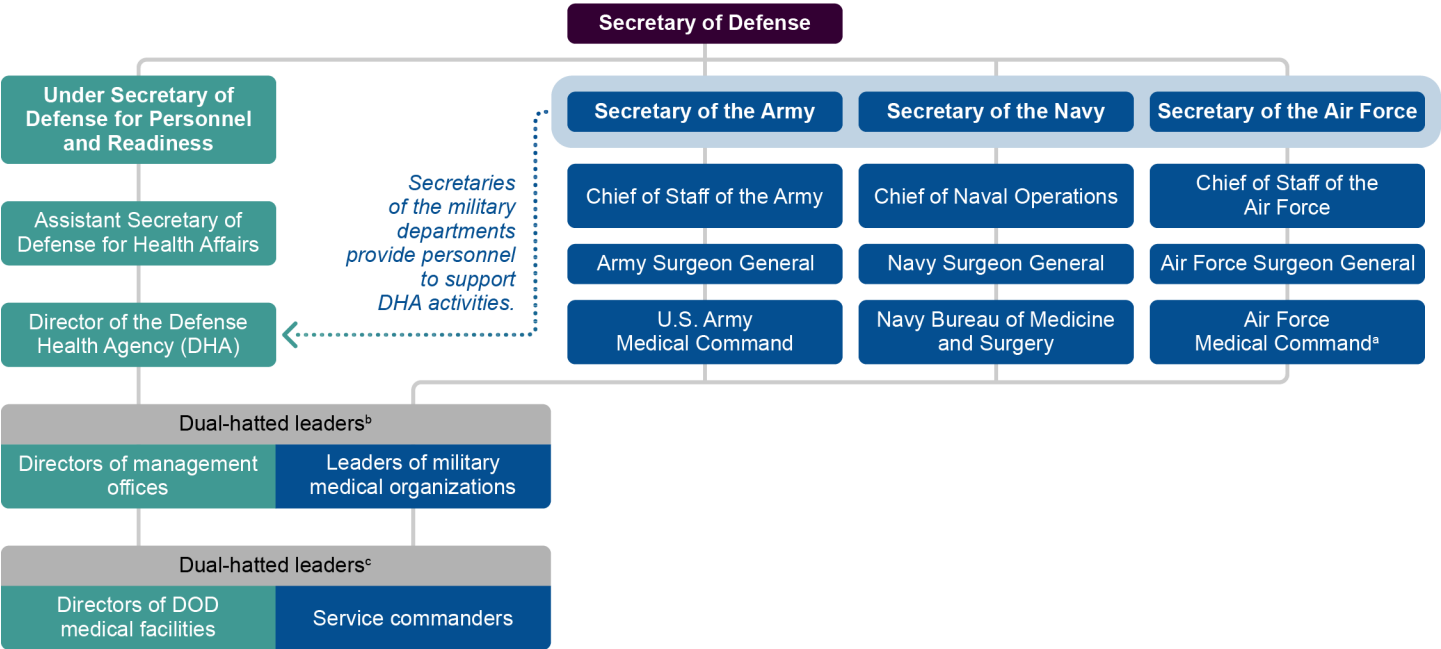 Secretary of Defense
Under Secretary of
Defense for Personnel
and Readiness
Secretary of the Army
Secretary of the Navy
Secretary of the Air Force
Secretaries
of the military
departments
provide personnel
to support
DHA activities.
Chief of Staff of the Army
Chief of Naval Operations
Chief of Staff of the
Air Force
Assistant Secretary of
Defense for Health Affairs
Army Surgeon General
Navy Surgeon General
Air Force Surgeon General
Director of the Defense
Health Agency (DHA)
U.S. Army
Medical Command
Navy Bureau of Medicine
and Surgery
Air Force
Medical Commandᵃ
Dual-hatted leadersᵇ
Directors of management
offices
Leaders of military
medical organizations
Dual-hatted leadersᶜ
Directors of DOD
medical facilities
Service commanders